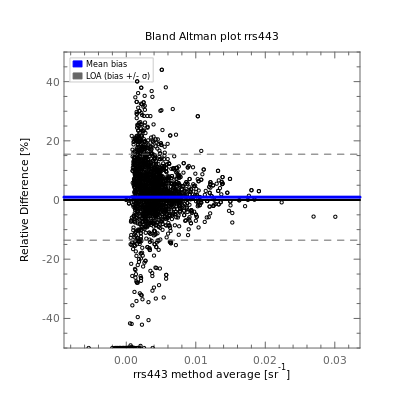 Bland Altman plot rrs443
Mean bias
LOA (bias +/- σ)
Relative Difference [%]
40
20
0
-20
-40
0.00 0.01 0.02 0.03
rrs443 method average [sr⁻¹]